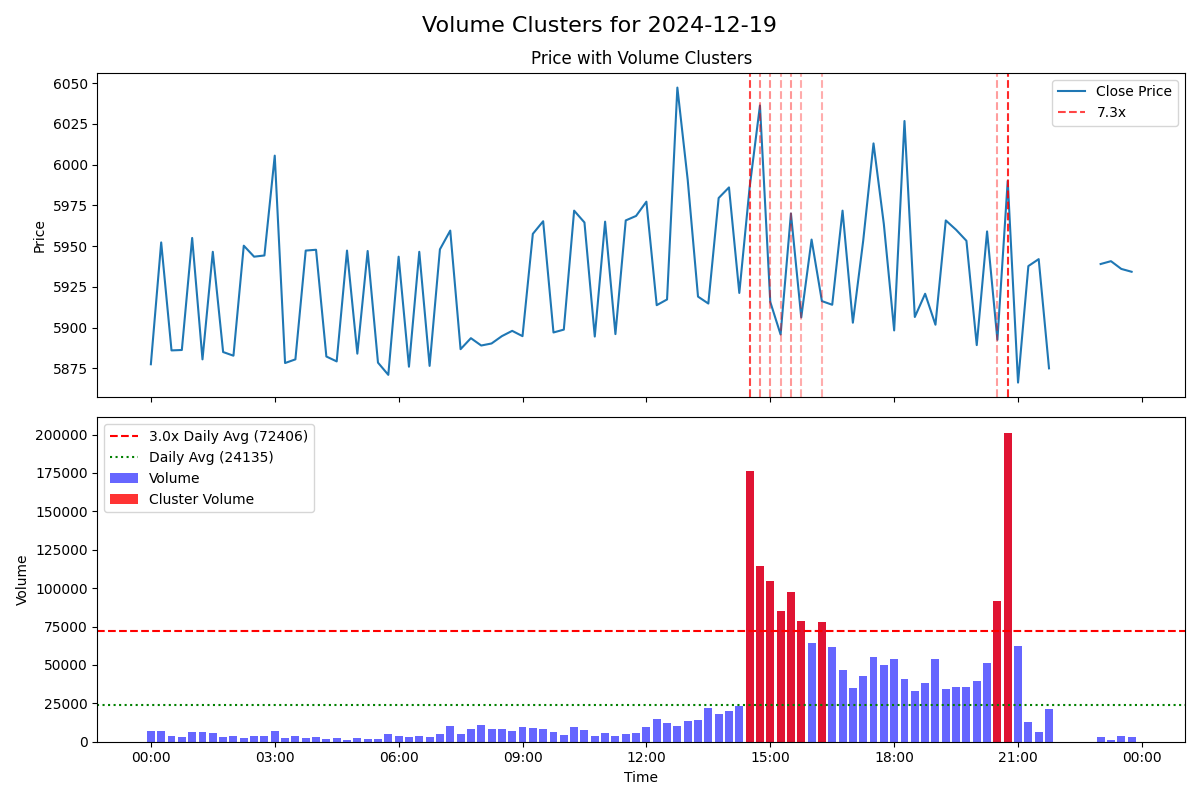 Volume Clusters for 2024-12-19
Price with Volume Clusters
6050
6025
6000
5975
5950
5925
5900
5875
Price
Close Price
7.3x
200000
175000
150000
125000
100000
75000
50000
25000
0
Volume
3.0x Daily Avg (72406)
Daily Avg (24135)
Volume
Cluster Volume
00:00 03:00 06:00 09:00 12:00 15:00 18:00 21:00 00:00
Time